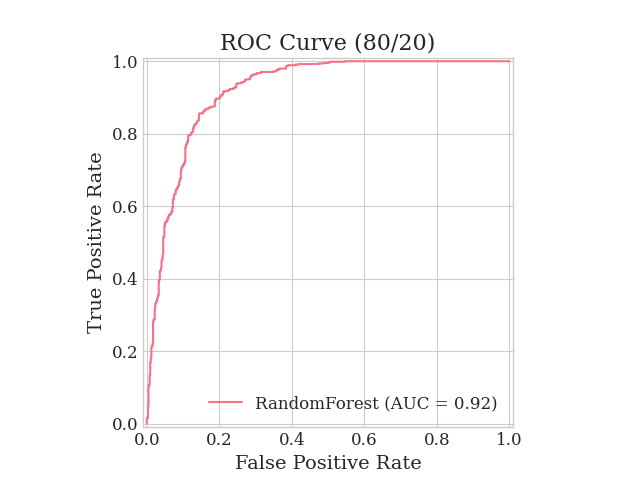 ROC Curve (80/20)
True Positive Rate
1.0
0.8
0.6
0.4
0.2
0.0
RandomForest (AUC = 0.92)
0.0 0.2 0.4 0.6 0.8 1.0
False Positive Rate